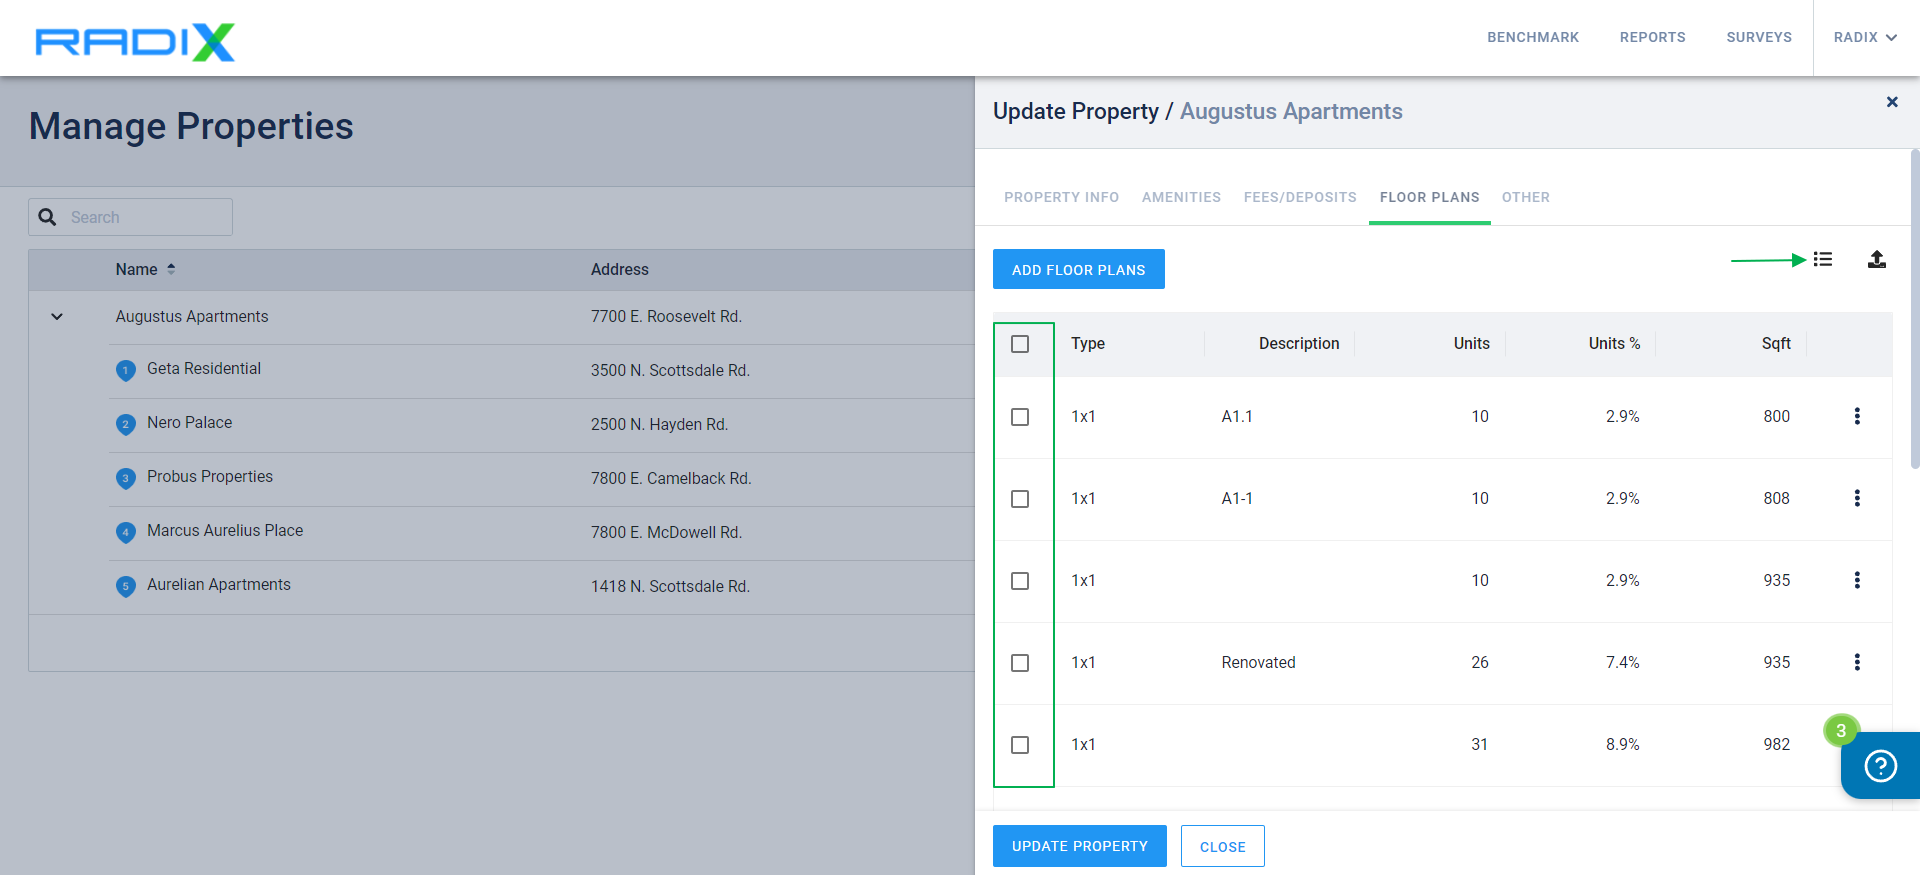 RADIX
BENCHMARK REPORTS SURVEYS RADIX
Manage Properties
Search
Name Address
Augustus Apartments 7700 E. Roosevelt Rd.
1 Geta Residential 3500 N. Scottsdale Rd.
2 Nero Palace 2500 N. Hayden Rd.
3 Probus Properties 7800 E. Camelback Rd.
4 Marcus Aurelius Place 7800 E. McDowell Rd.
5 Aurelian Apartments 1418 N. Scottsdale Rd.
Update Property / Augustus Apartments
PROPERTY INFO AMENITIES FEES/DEPOSITS FLOOR PLANS OTHER
ADD FLOOR PLANS
Type Description Units Units % Sqft
1x1 A1.1 10 2.9% 800
1x1 A1-1 10 2.9% 808
1x1 10 2.9% 935
1x1 Renovated 26 7.4% 935
1x1 31 8.9% 982
3
?
UPDATE PROPERTY CLOSE